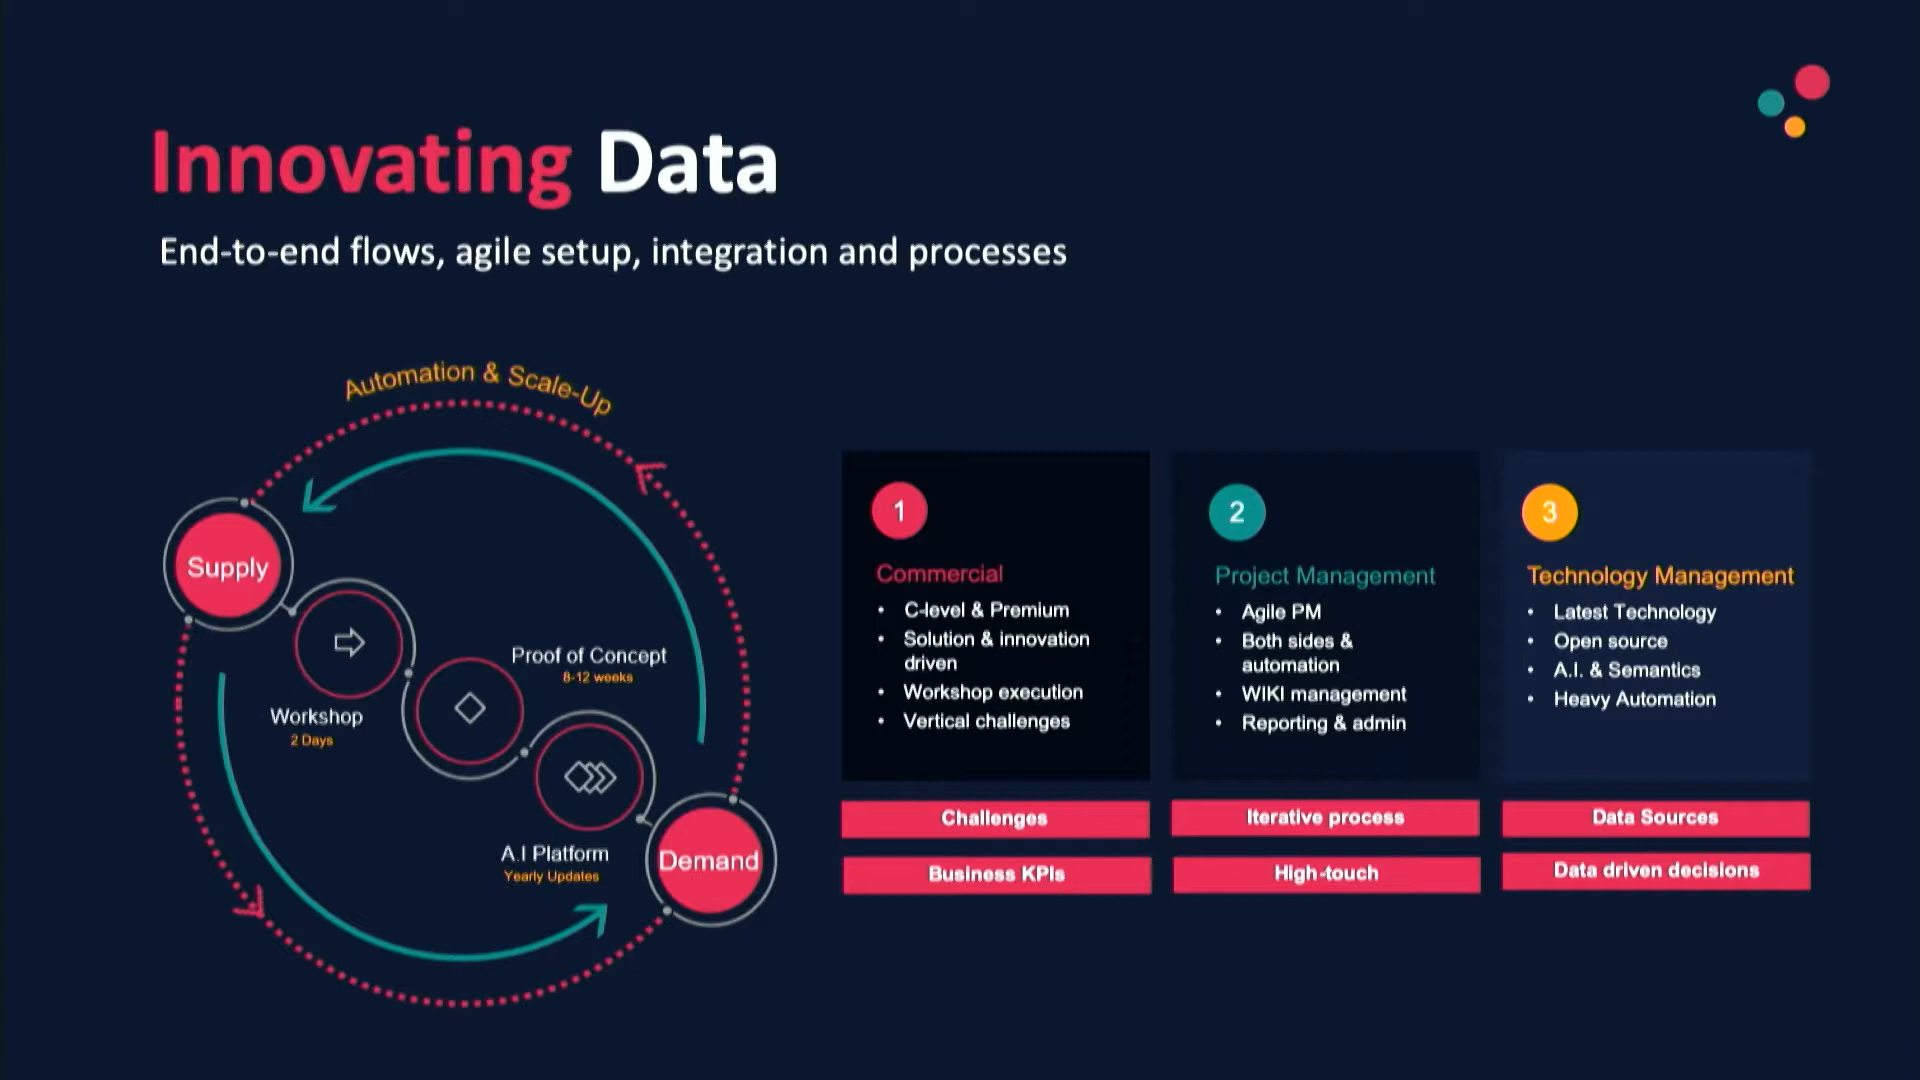 Innovating Data
End-to-end flows, agile setup, integration and processes
Automation & Scale-Up
Supply
Workshop
2 Days
Proof of Concept
8-12 weeks
A.I Platform
Yearly Updates
Demand
1
Commercial
• C-level & Premium
• Solution & innovation
driven
• Workshop execution
• Vertical challenges
Challenges
Business KPIs
2
Project Management
• Agile PM
• Both sides &
automation
• WIKI management
• Reporting & admin
Iterative process
High-touch
3
Technology Management
• Latest Technology
• Open source
• A.I. & Semantics
• Heavy Automation
Data Sources
Data driven decisions